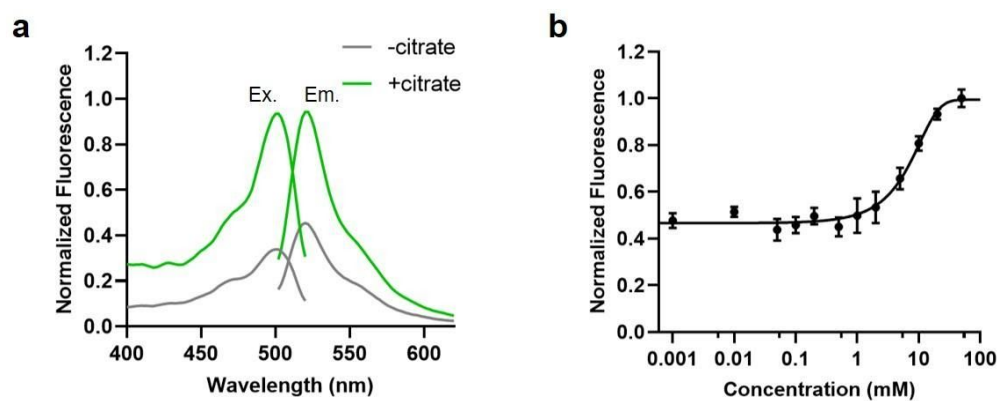 a
-citrate
+citrate
Ex. Em.
Normalized Fluorescence
1.2
1.0
0.8
0.6
0.4
0.2
0.0
400 450 500 550 600
Wavelength (nm)
b
Normalized Fluorescence
1.2
1.0
0.8
0.6
0.4
0.2
0.0
0.001 0.01 0.1 1 10 100
Concentration (mM)